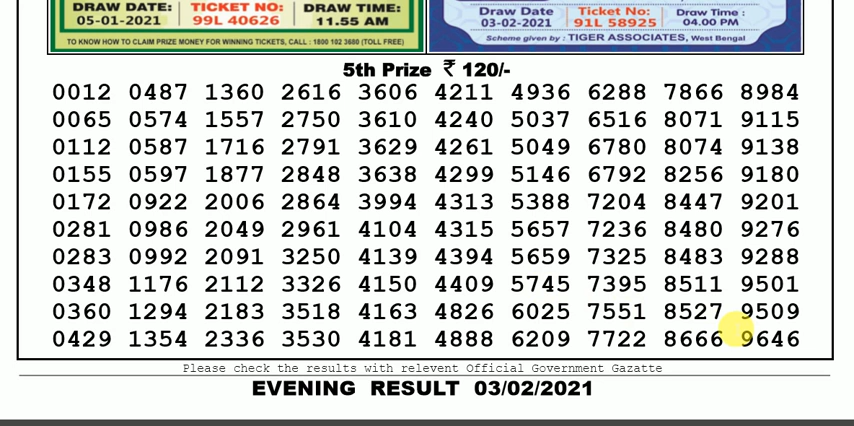 DRAW DATE: TICKET NO: DRAW TIME:
05-01-2021 99L 40626 11.55 AM
TO KNOW HOW TO CLAIM PRIZE MONEY FOR WINNING TICKETS, CALL : 1800 102 3680 (TOLL FREE)
Draw Date Ticket No: Draw Time :
03-02-2021 91L 58925 04.00 PM
Scheme given by : TIGER ASSOCIATES, West Bengal
5th Prize ₹ 120/-
0012 0487 1360 2616 3606 4211 4936 6288 7866 8984
0065 0574 1557 2750 3610 4240 5037 6516 8071 9115
0112 0587 1716 2791 3629 4261 5049 6780 8074 9138
0155 0597 1877 2848 3638 4299 5146 6792 8256 9180
0172 0922 2006 2864 3994 4313 5388 7204 8447 9201
0281 0986 2049 2961 4104 4315 5657 7236 8480 9276
0283 0992 2091 3250 4139 4394 5659 7325 8483 9288
0348 1176 2112 3326 4150 4409 5745 7395 8511 9501
0360 1294 2183 3518 4163 4826 6025 7551 8527 9509
0429 1354 2336 3530 4181 4888 6209 7722 8666 9646
Please check the results with relevent Official Government Gazatte
EVENING RESULT 03/02/2021